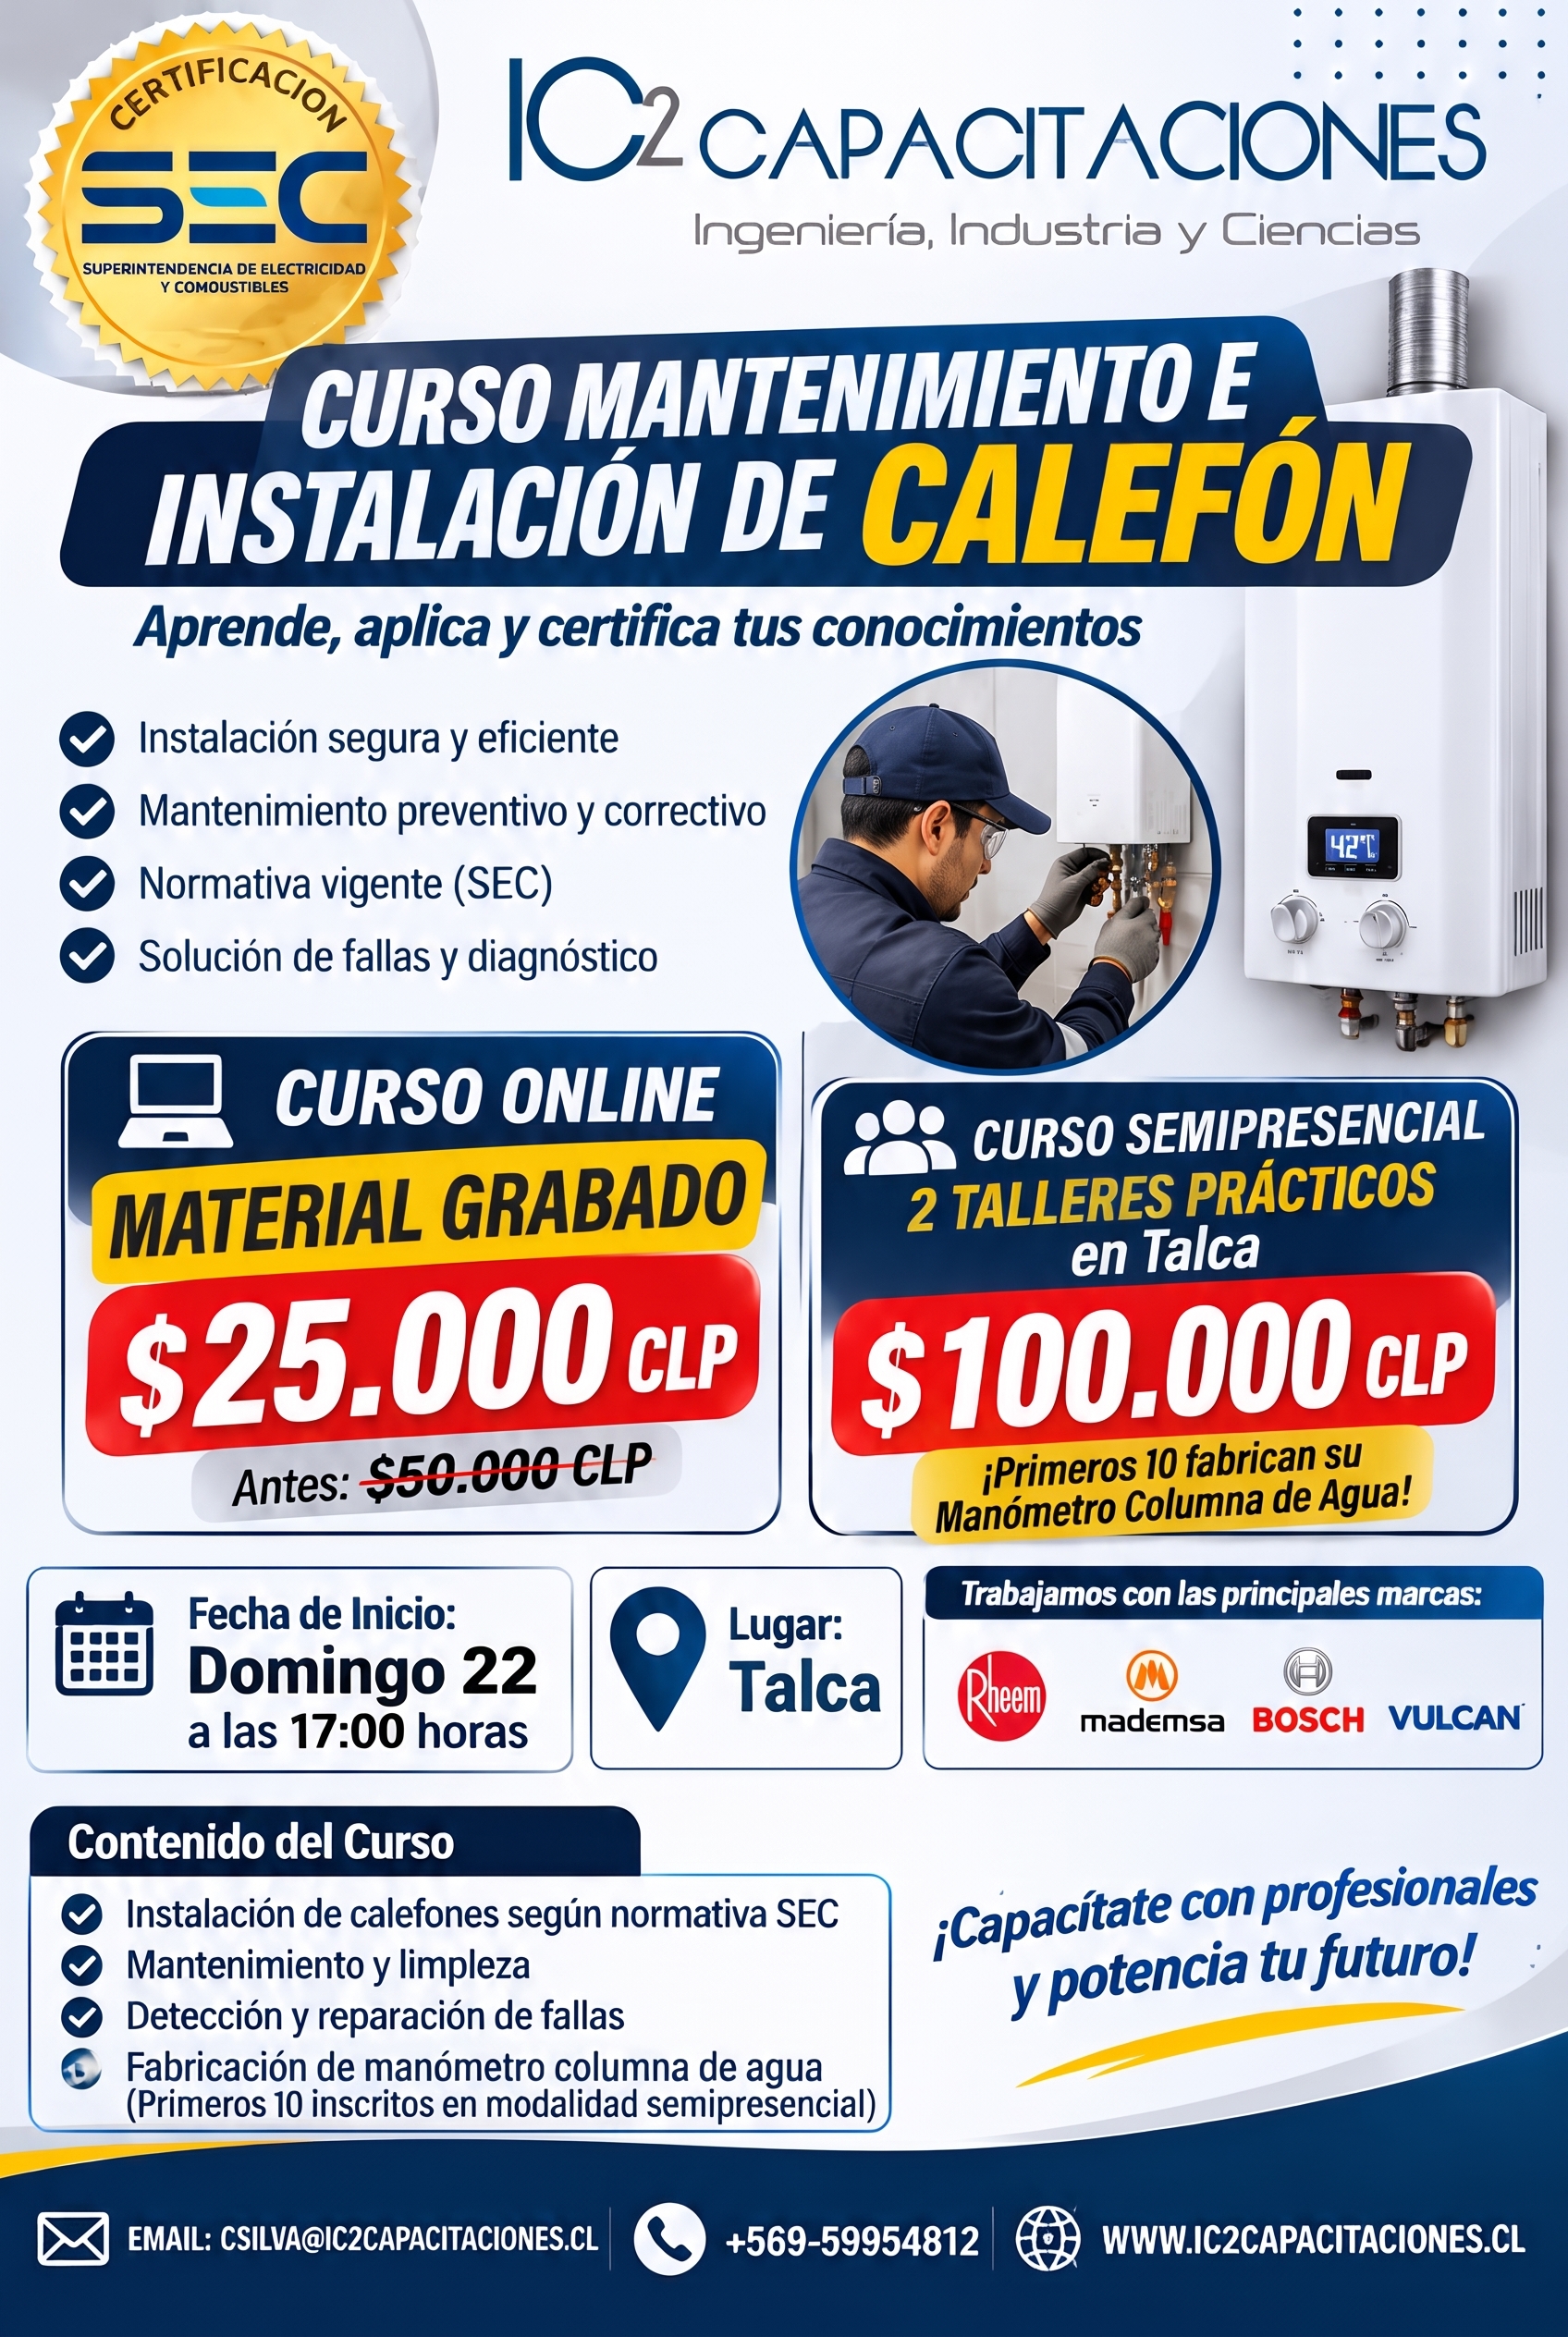 CERTIFICACION
SEC
SUPERINTENDENCIA DE ELECTRICIDAD
Y COMOUSTIBLES
IC2 CAPACITACIONES
Ingeniería, Industria y Ciencias
CURSO MANTENIMIENTO E
INSTALACIÓN DE CALEFÓN
Aprende, aplica y certifica tus conocimientos
Instalación segura y eficiente
Mantenimiento preventivo y correctivo
Normativa vigente (SEC)
Solución de fallas y diagnóstico
42°C
CURSO ONLINE
MATERIAL GRABADO
$25.000 CLP
Antes: $50.000 CLP
CURSO SEMIPRESENCIAL
2 TALLERES PRÁCTICOS
en Talca
$100.000 CLP
¡Primeros 10 fabrican su
Manómetro Columna de Agua!
Fecha de Inicio:
Domingo 22
a las 17:00 horas
Lugar:
Talca
Trabajamos con las principales marcas:
Rheem
mademsa
BOSCH
VULCAN
Contenido del Curso
Instalación de calefones según normativa SEC
Mantenimiento y limpleza
Detección y reparación de fallas
Fabricación de manómetro columna de agua
(Primeros 10 inscritos en modalidad semipresencial)
¡Capacítate con profesionales
y potencia tu futuro!
EMAIL: CSILVA@IC2CAPACITACIONES.CL
+569-59954812
WWW.IC2CAPACITACIONES.CL